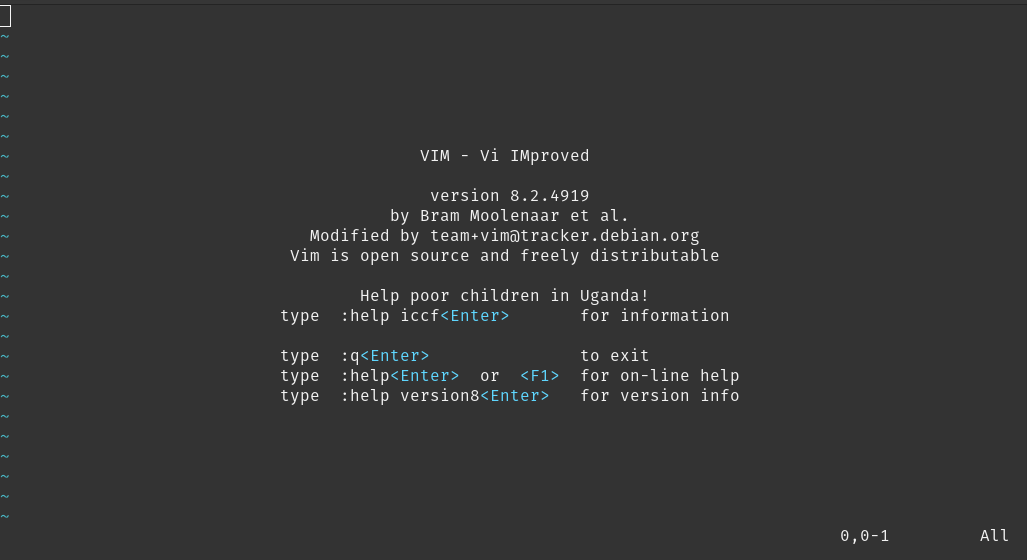 ~
~
~
~
~
~
~ VIM - Vi IMproved
~
~ version 8.2.4919
~ by Bram Moolenaar et al.
~ Modified by team+vim@tracker.debian.org
~ Vim is open source and freely distributable
~
~ Help poor children in Uganda!
~ type :help iccf<Enter> for information
~
~ type :q<Enter> to exit
~ type :help<Enter> or <F1> for on-line help
~ type :help version8<Enter> for version info
~
~
~
~
~
~
0,0-1 All